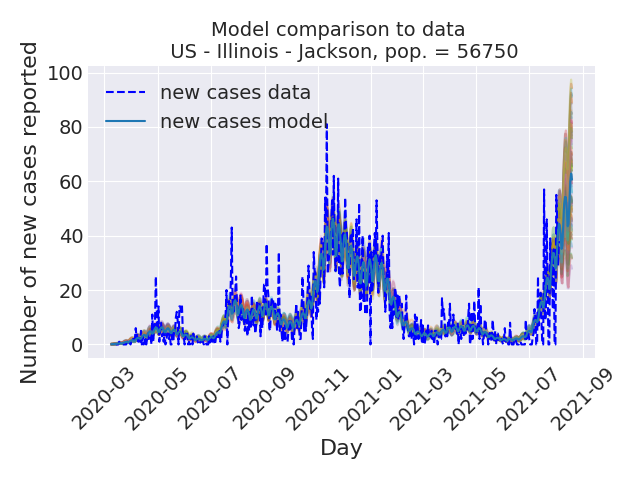 Model comparison to data
US - Illinois - Jackson, pop. = 56750
new cases data
new cases model
Number of new cases reported
100
80
60
40
20
0
2020-03
2020-05
2020-07
2020-09
2020-11
2021-01
2021-03
2021-05
2021-07
2021-09
Day